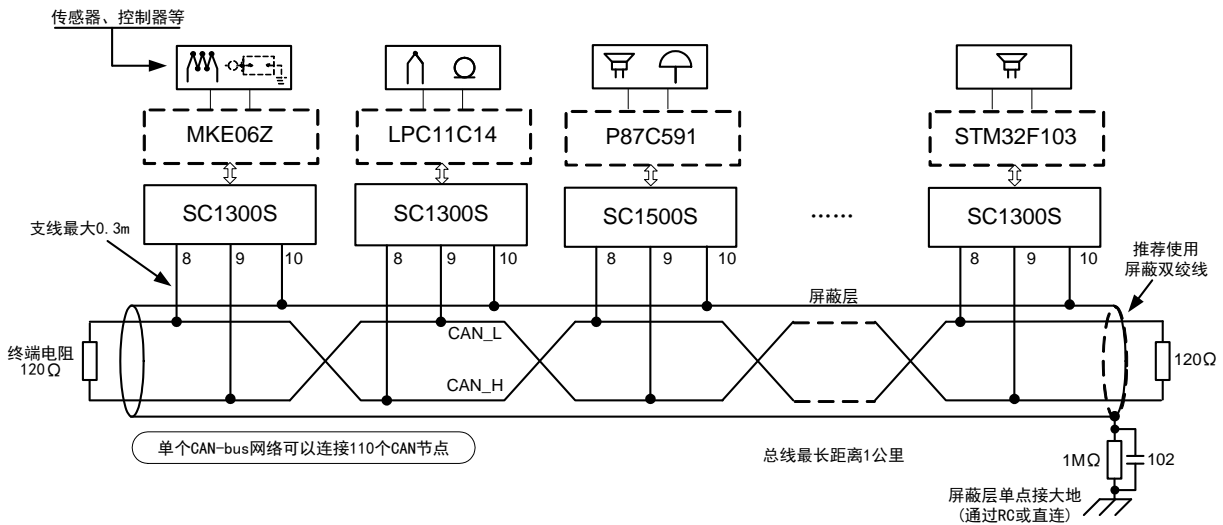 传感器、控制器等
MKE06Z
LPC11C14
P87C591
STM32F103
SC1300S
SC1300S
SC1500S
……
SC1300S
支线最大0.3m
8
9
10
8
9
10
8
9
10
8
9
10
推荐使用
屏蔽双绞线
屏蔽层
CAN_L
终端电阻
120Ω
120Ω
CAN_H
单个CAN-bus网络可以连接110个CAN节点
总线最长距离1公里
1MΩ
102
屏蔽层单点接大地
(通过RC或直连)